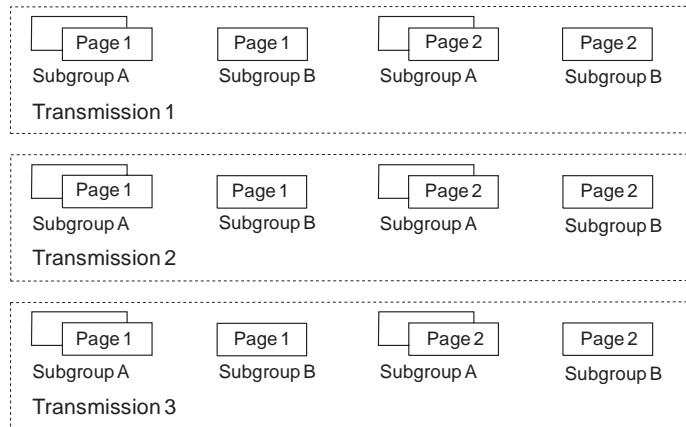 Page 1 Page 1 Page 2 Page 2
Subgroup A Subgroup B Subgroup A Subgroup B
Transmission 1
Page 1 Page 1 Page 2 Page 2
Subgroup A Subgroup B Subgroup A Subgroup B
Transmission 2
Page 1 Page 1 Page 2 Page 2
Subgroup A Subgroup B Subgroup A Subgroup B
Transmission 3